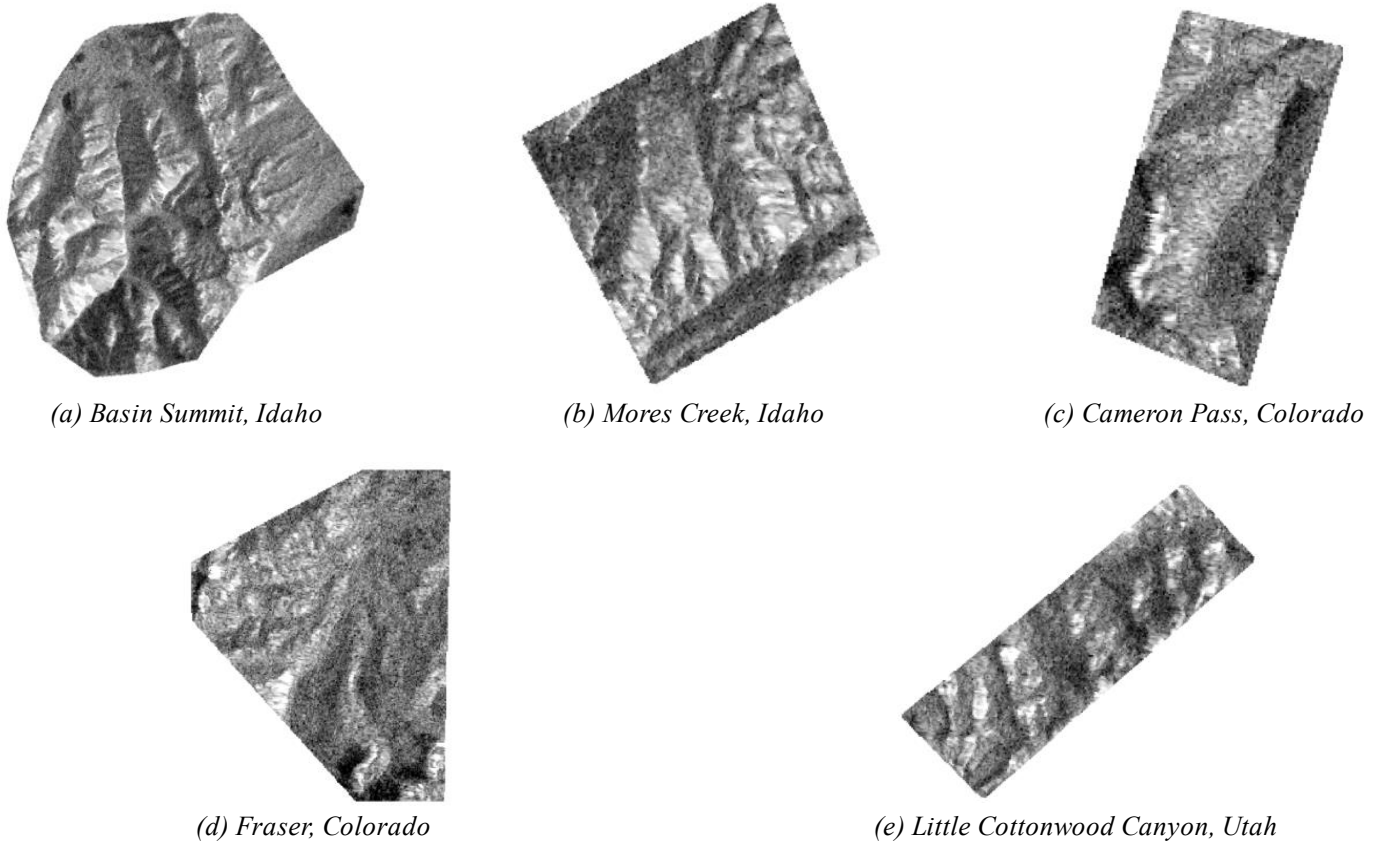 (a) Basin Summit, Idaho
(b) Mores Creek, Idaho
(c) Cameron Pass, Colorado
(d) Fraser, Colorado
(e) Little Cottonwood Canyon, Utah